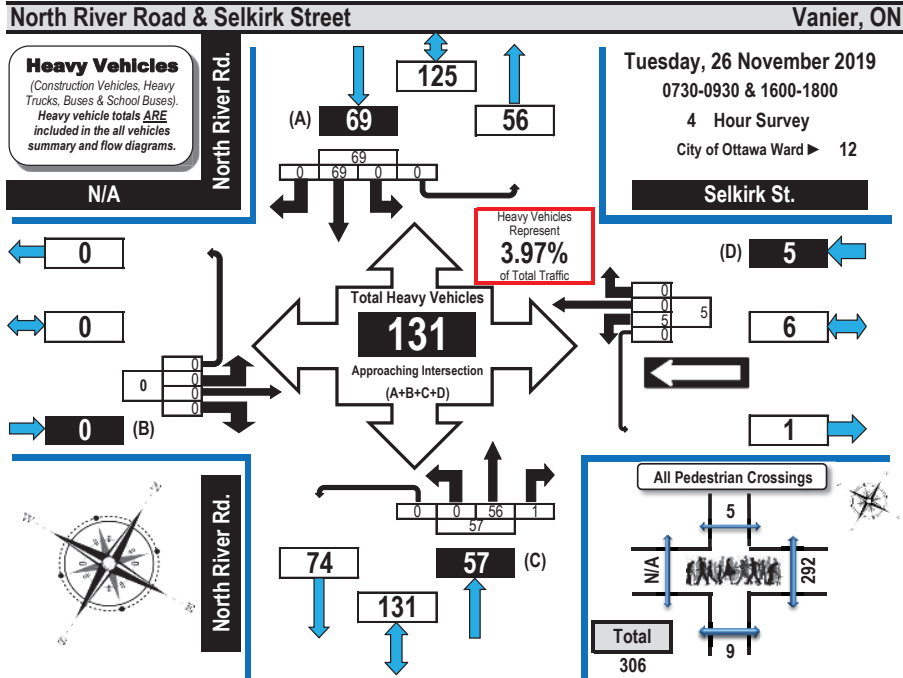 North River Road & Selkirk Street Vanier, ON
Heavy Vehicles
(Construction Vehicles, Heavy
Trucks, Buses & School Buses).
Heavy vehicle totals ARE
included in the all vehicles
summary and flow diagrams.
North River Rd.
N/A
125
(A) 69
56
69
0 69 0 0
Tuesday, 26 November 2019
0730-0930 & 1600-1800
4 Hour Survey
City of Ottawa Ward ► 12
Selkirk St.
Heavy Vehicles
Represent
3.97%
of Total Traffic
0
0
0
0
0
0
0
0 (B)
Total Heavy Vehicles
131
Approaching Intersection
(A+B+C+D)
(D) 5
0
0
5
0
5
6
1
North River Rd.
0 0 56 1
57
74
57 (C)
131
All Pedestrian Crossings
5
N/A
292
9
Total
306
N
E
S
W